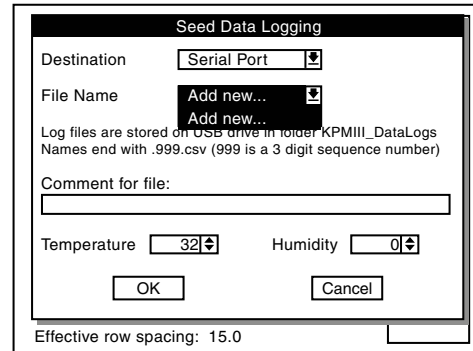 Seed Data Logging
Destination Serial Port
File Name Add new...
Add new...
Log files are stored on USB drive in folder KPMIII_DataLogs
Names end with .999.csv (999 is a 3 digit sequence number)
Comment for file:
Temperature 32 Humidity 0
OK Cancel
Effective row spacing: 15.0